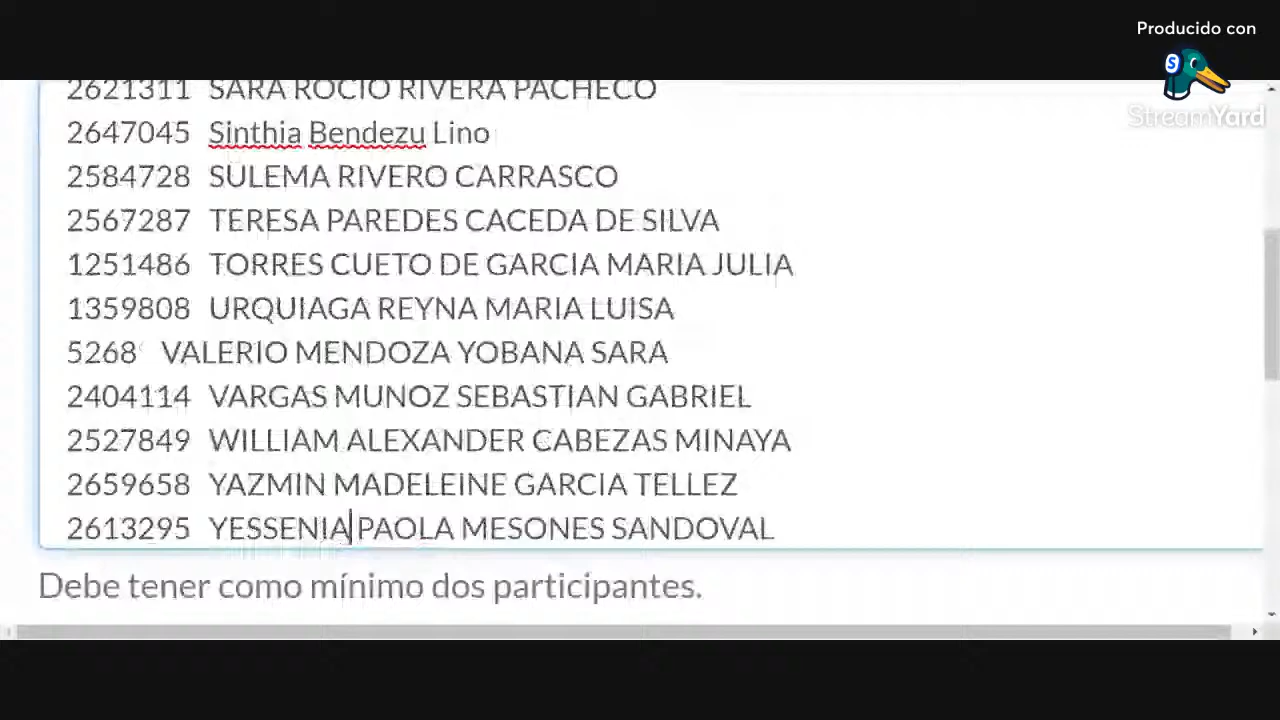 Producido con
StreamYard
2621311 SARA ROCIO RIVERA PACHECO
2647045 Sinthia Bendezu Lino
2584728 SULEMA RIVERO CARRASCO
2567287 TERESA PAREDES CACEDA DE SILVA
1251486 TORRES CUETO DE GARCIA MARIA JULIA
1359808 URQUIAGA REYNA MARIA LUISA
5268 VALERIO MENDOZA YOBANA SARA
2404114 VARGAS MUNOZ SEBASTIAN GABRIEL
2527849 WILLIAM ALEXANDER CABEZAS MINAYA
2659658 YAZMIN MADELEINE GARCIA TELLEZ
2613295 YESSENIA PAOLA MESONES SANDOVAL
Debe tener como mínimo dos participantes.